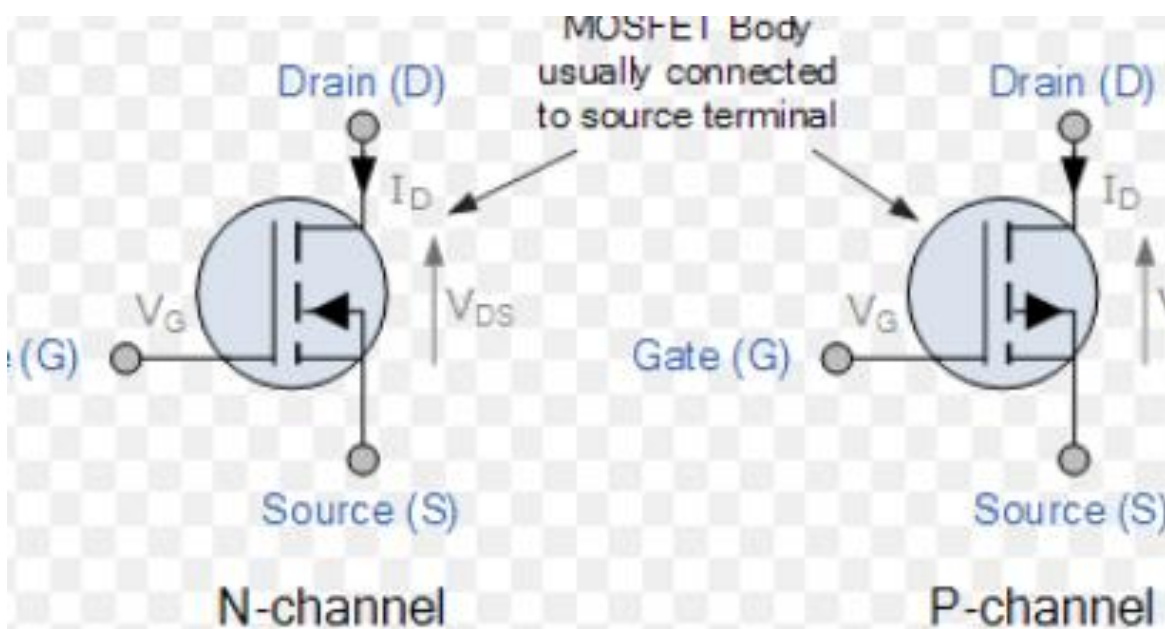 MOSFET Body
usually connected
to source terminal
Drain (D)
Drain (D)
I_D
I_D
V_G
V_DS
V_G
V
(G)
Gate (G)
Source (S)
Source (S)
N-channel
P-channel